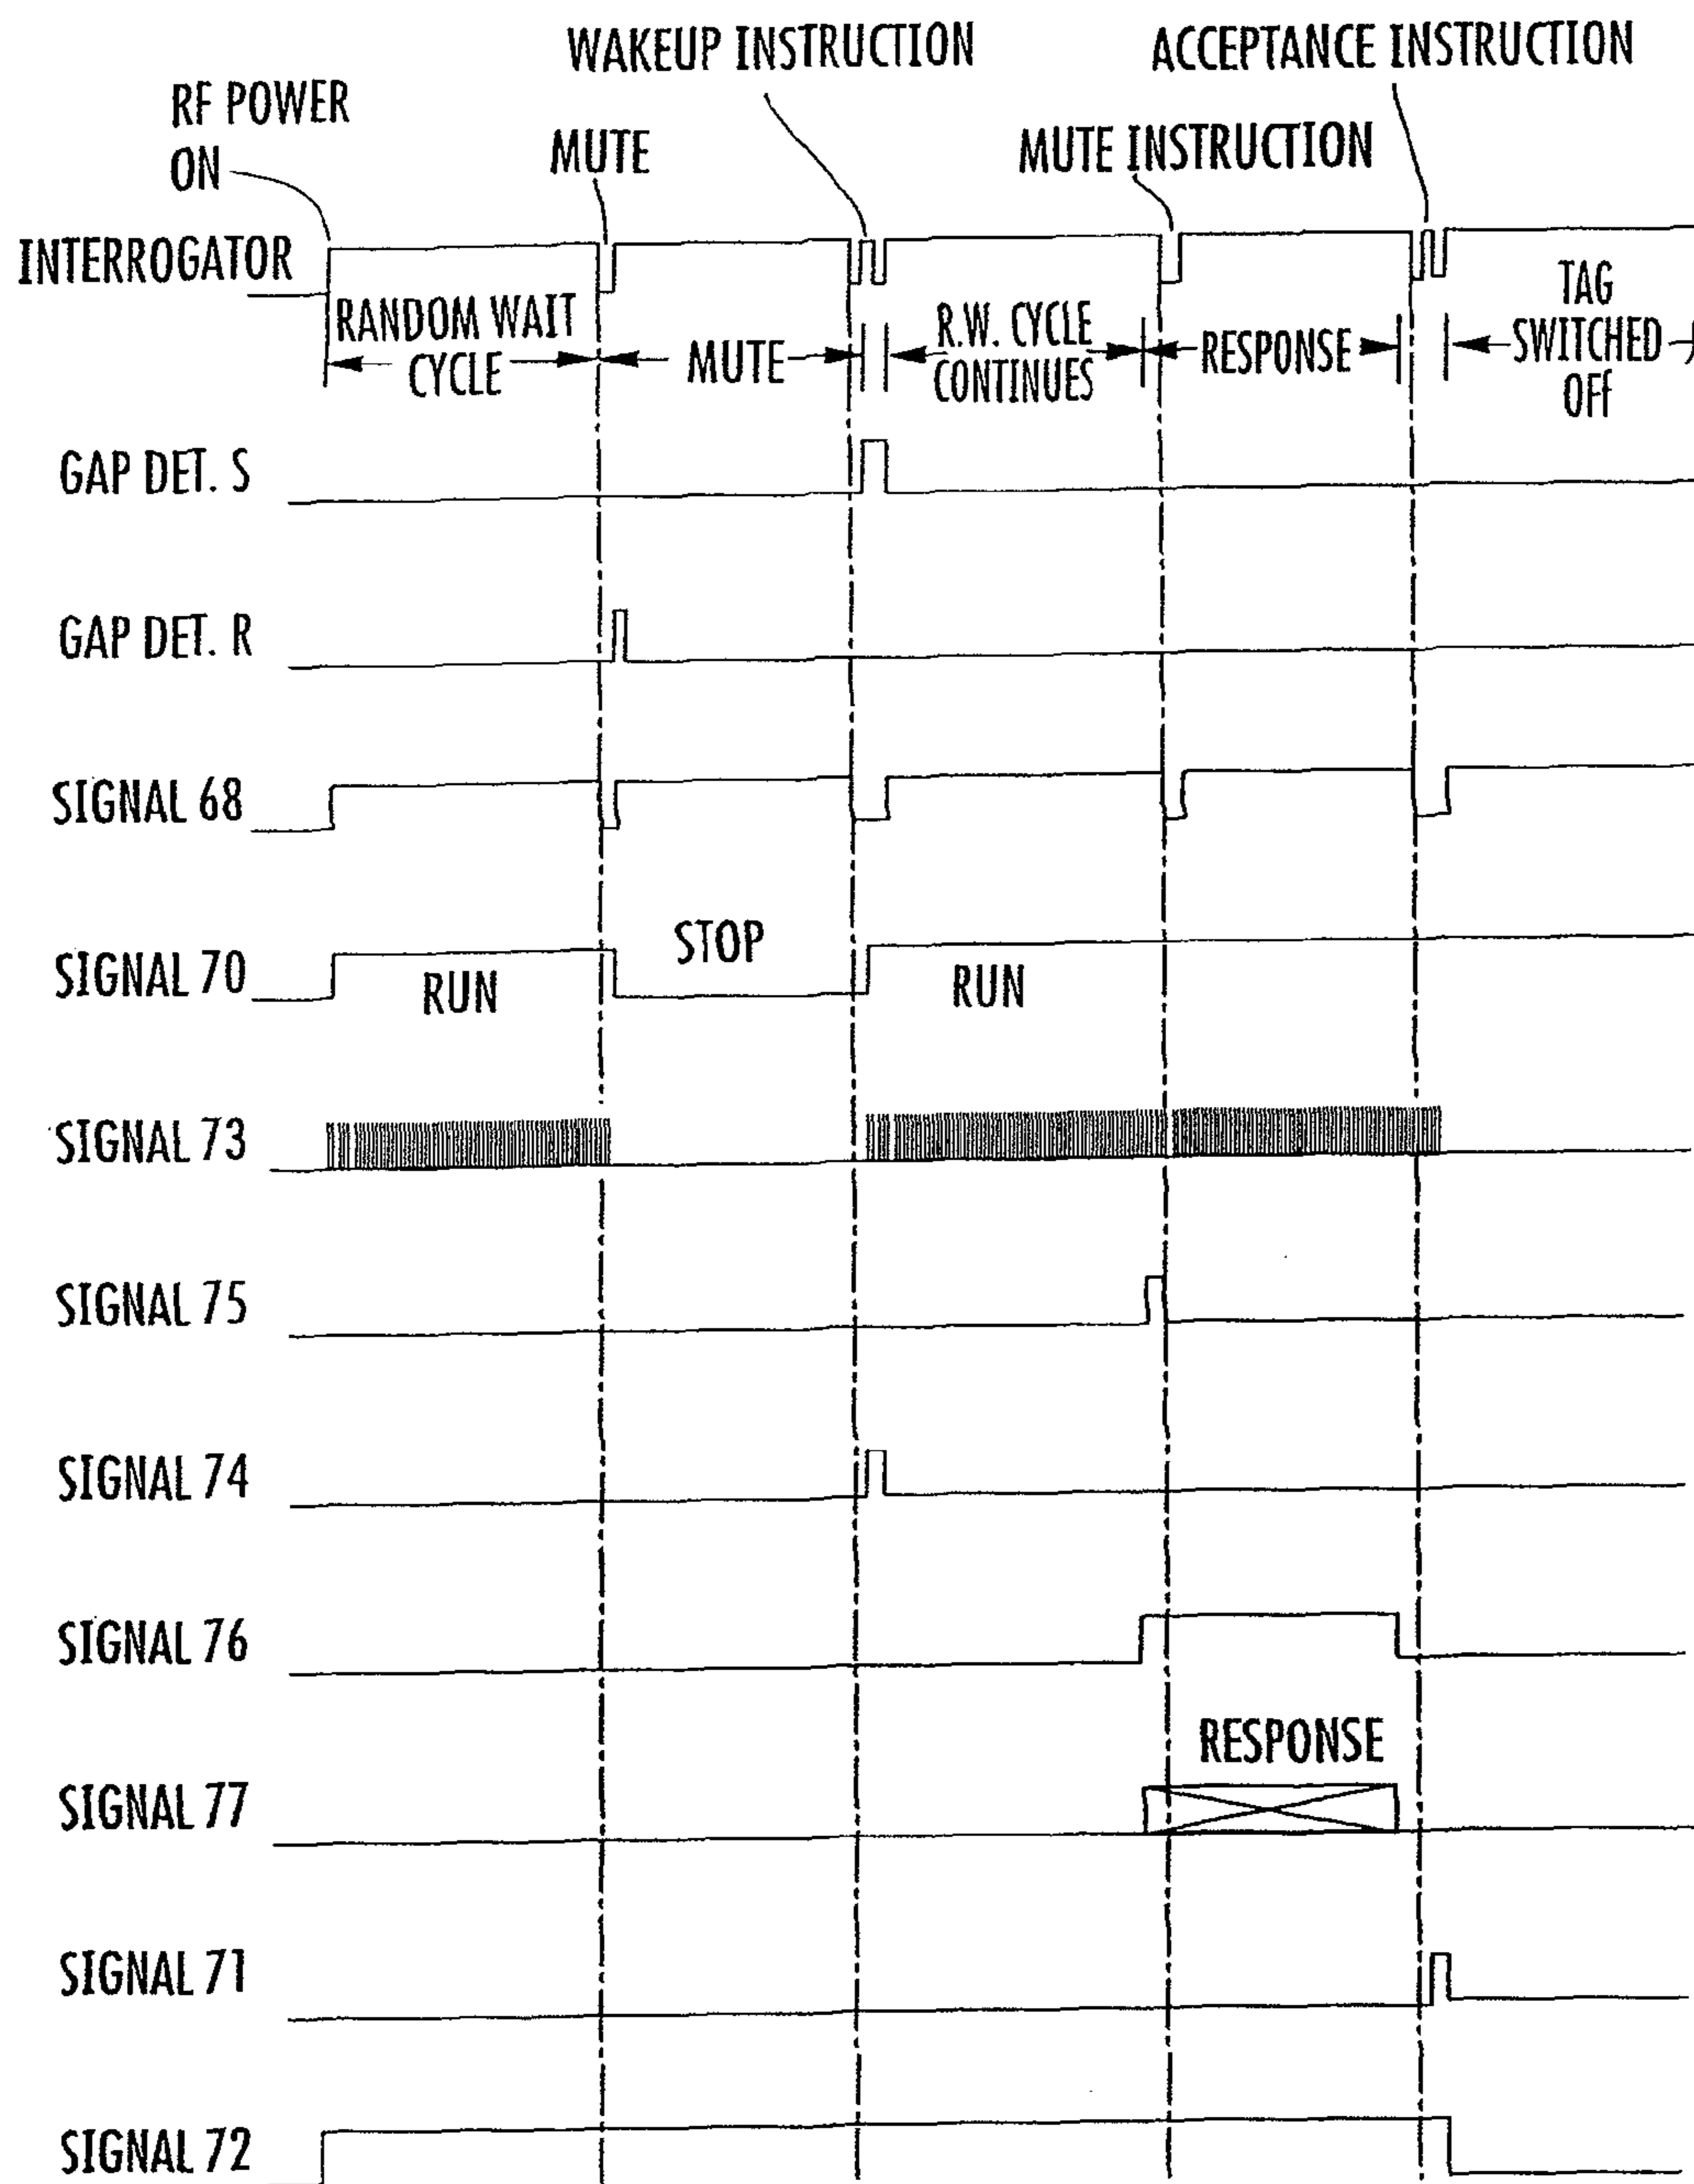 WAKEUP INSTRUCTION
ACCEPTANCE INSTRUCTION
RF POWER
ON
MUTE
MUTE INSTRUCTION
INTERROGATOR
RANDOM WAIT
CYCLE
MUTE
R.W. CYCLE
CONTINUES
RESPONSE
TAG
SWITCHED
OFF
GAP DET. S
GAP DET. R
SIGNAL 68
SIGNAL 70
RUN
STOP
RUN
SIGNAL 73
SIGNAL 75
SIGNAL 74
SIGNAL 76
RESPONSE
SIGNAL 77
SIGNAL 71
SIGNAL 72